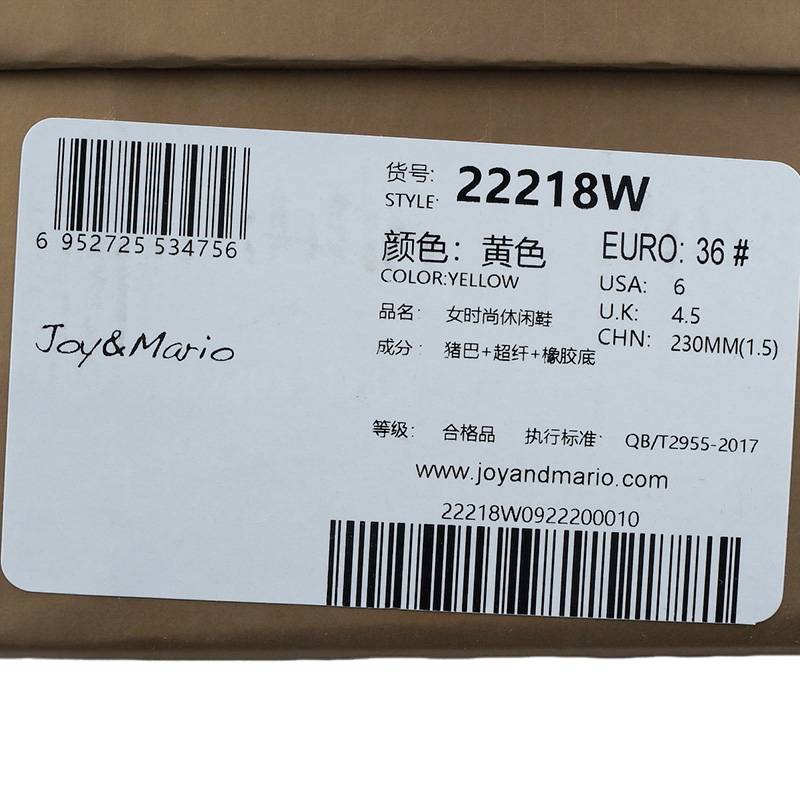 6 952725 534756
Joy&Mario
货号:
STYLE: 22218W
颜色: 黄色
COLOR:YELLOW
EURO: 36 #
USA: 6
U.K: 4.5
CHN: 230MM(1.5)
品名: 女时尚休闲鞋
成分: 猪巴+超纤+橡胶底
等级: 合格品 执行标准: QB/T2955-2017
www.joyandmario.com
22218W0922200010